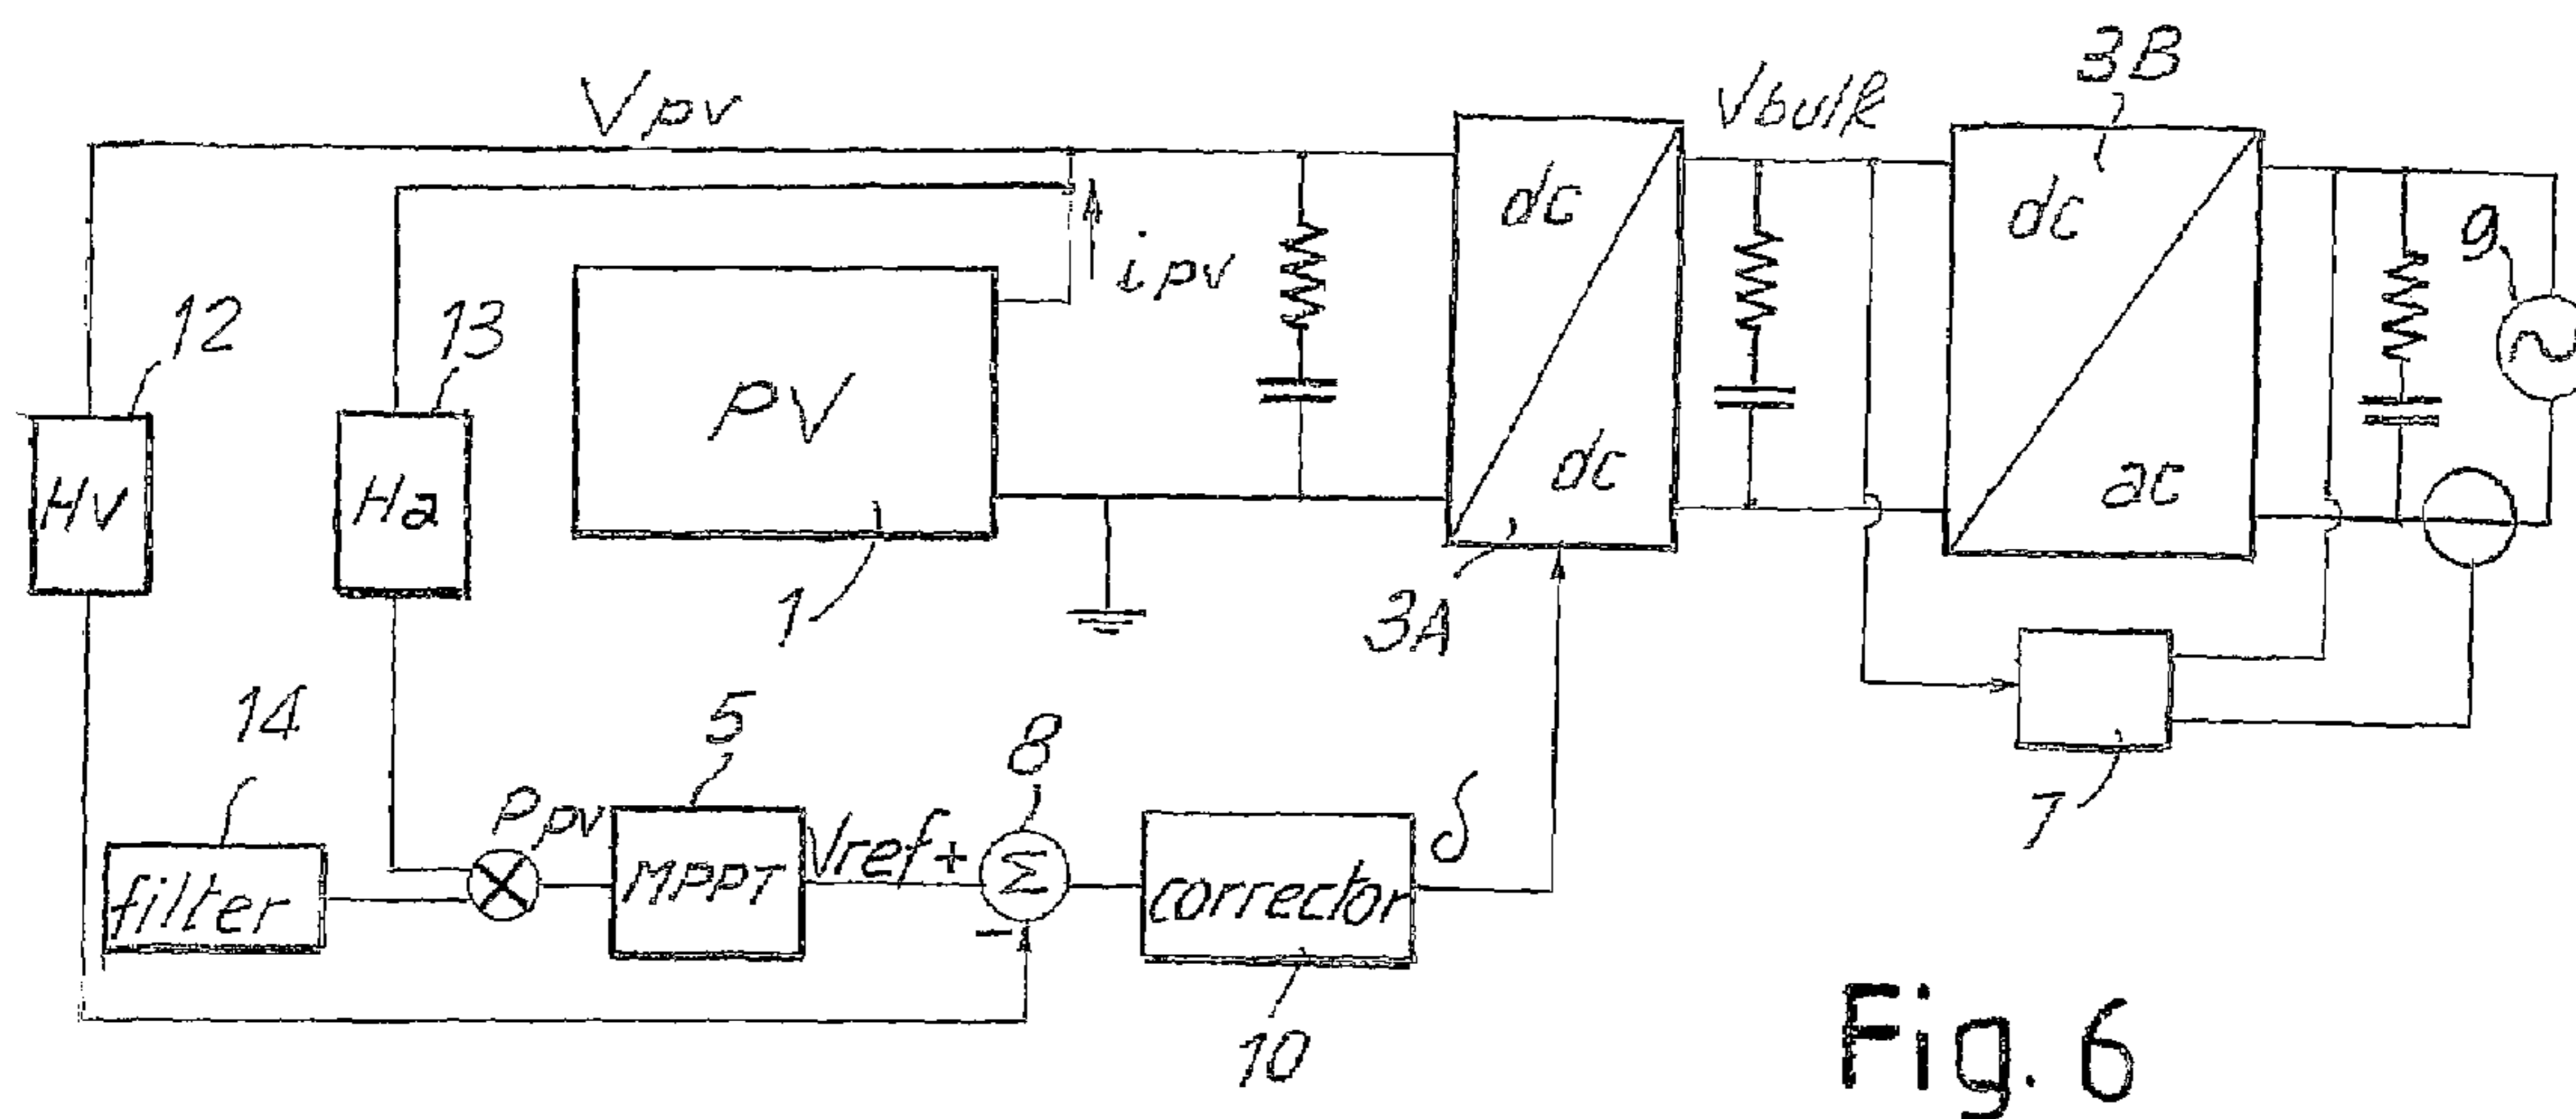 3B
Vpv
Vbulk
dc
dc
9
ipv
12
13
PV
Hv
Ha
dc
ac
1
3A
14
5
8
Ppv
δ
7
Vref
+
MPPT
Σ
filter
corrector
-
10
Fig. 6